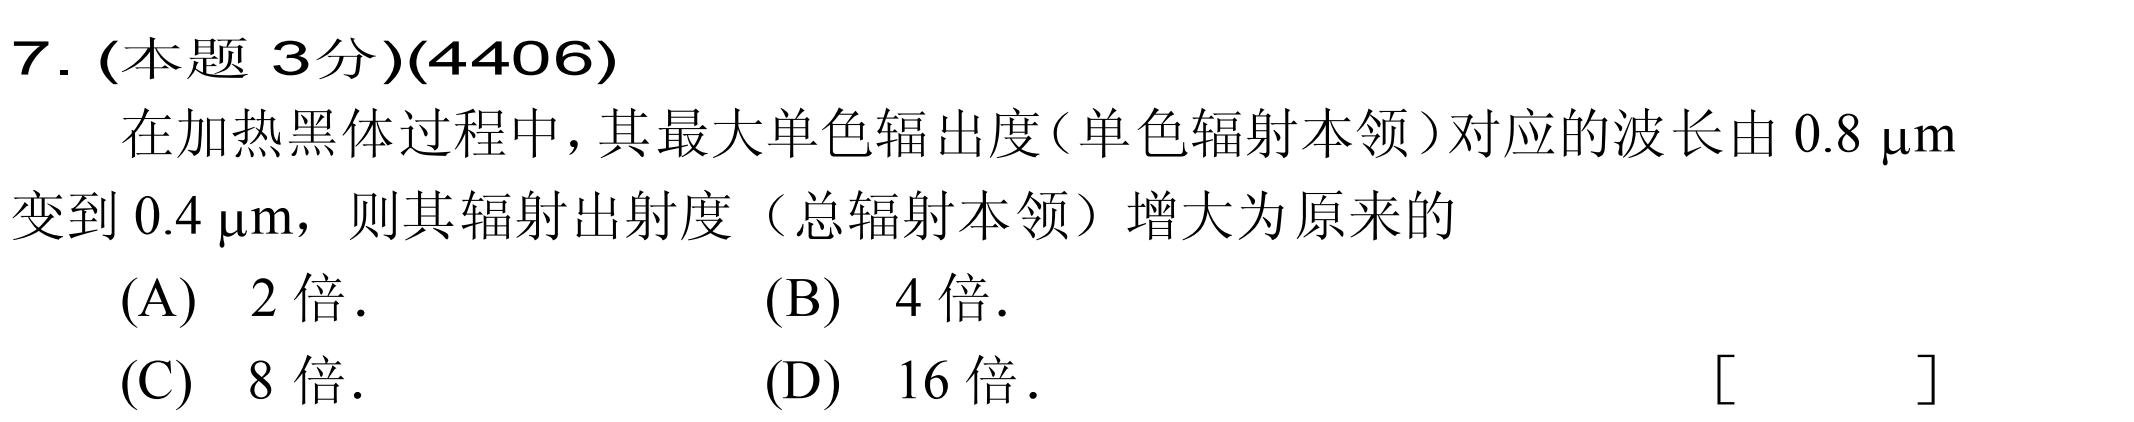 7. (本题 3分)(4406)
在加热黑体过程中,其最大单色辐出度(单色辐射本领)对应的波长由 0.8 μm
变到 0.4 μm，则其辐射出射度（总辐射本领）增大为原来的
(A) 2 倍． (B) 4 倍．
(C) 8 倍． (D) 16 倍． [ ]